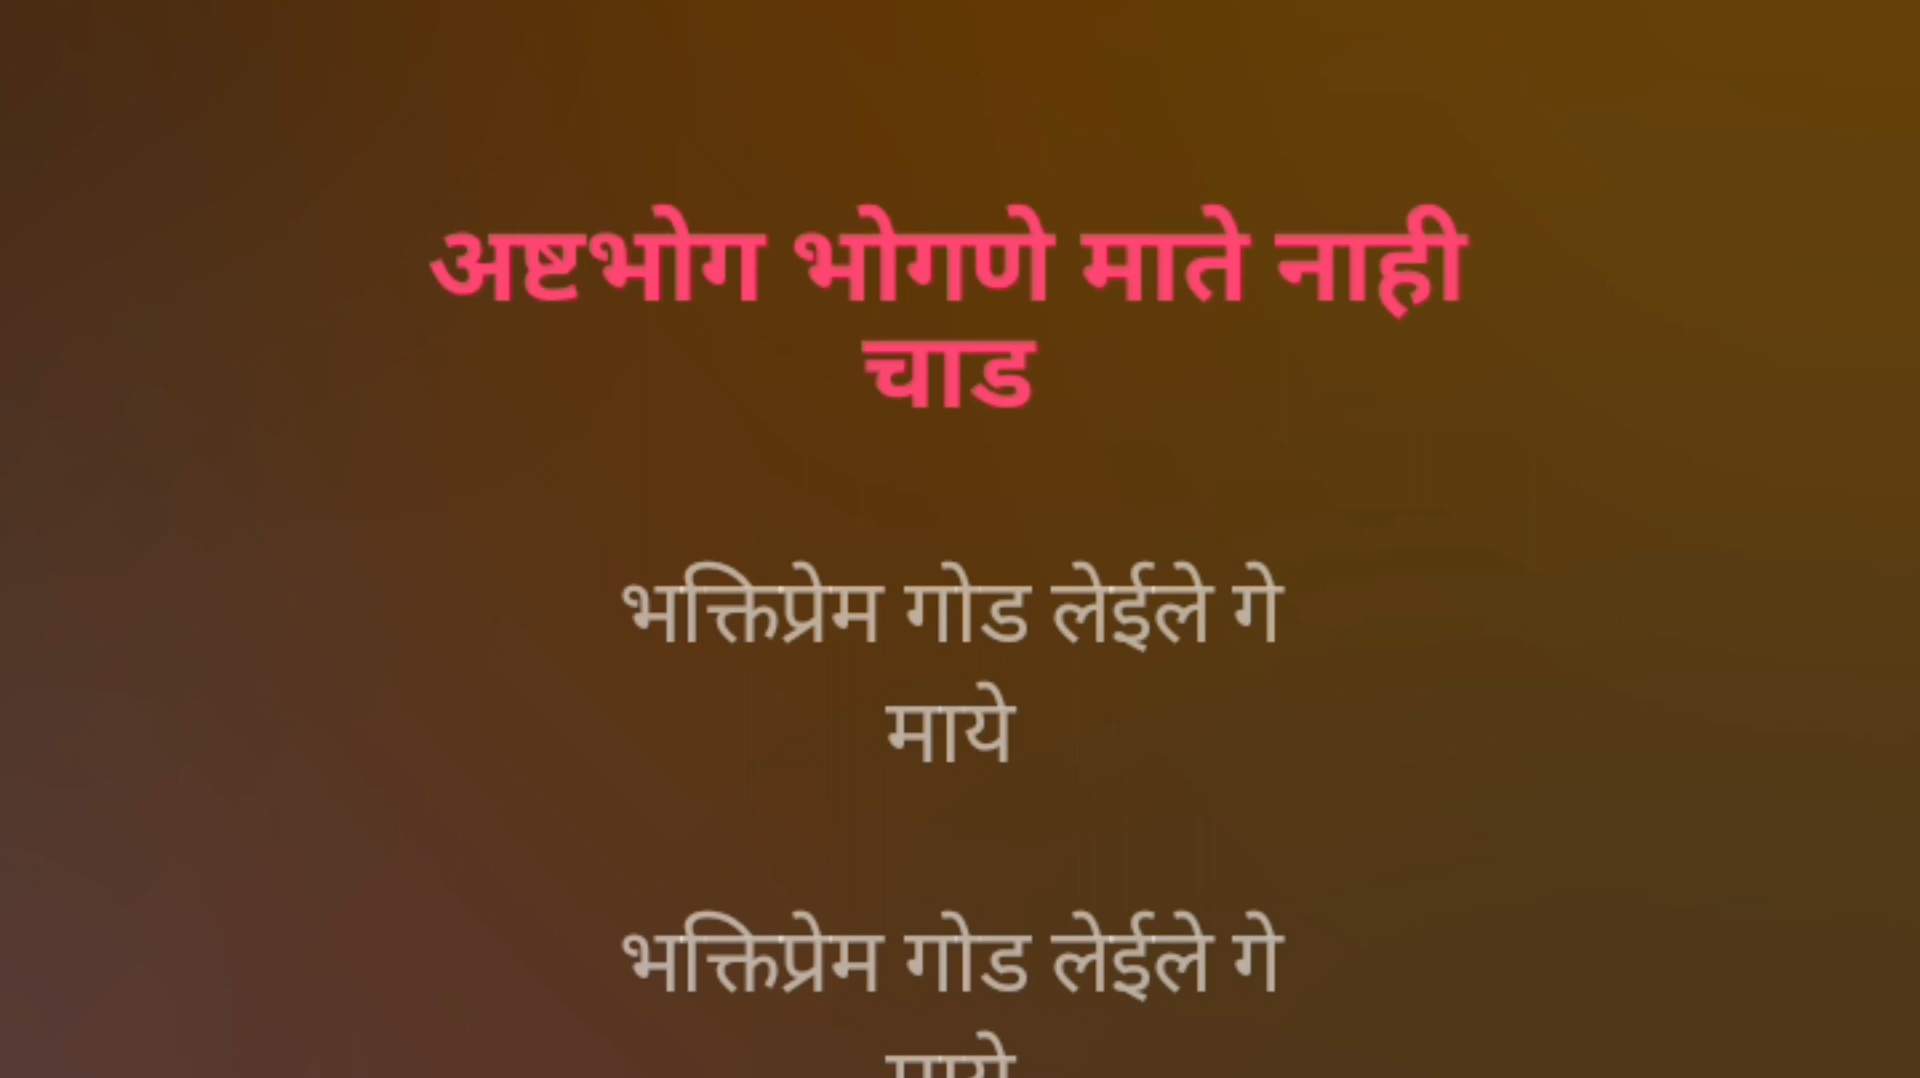 अष्टभोग भोगणे माते नाही
चाड
भक्तिप्रेम गोड लेईले गे
माये
भक्तिप्रेम गोड लेईले गे